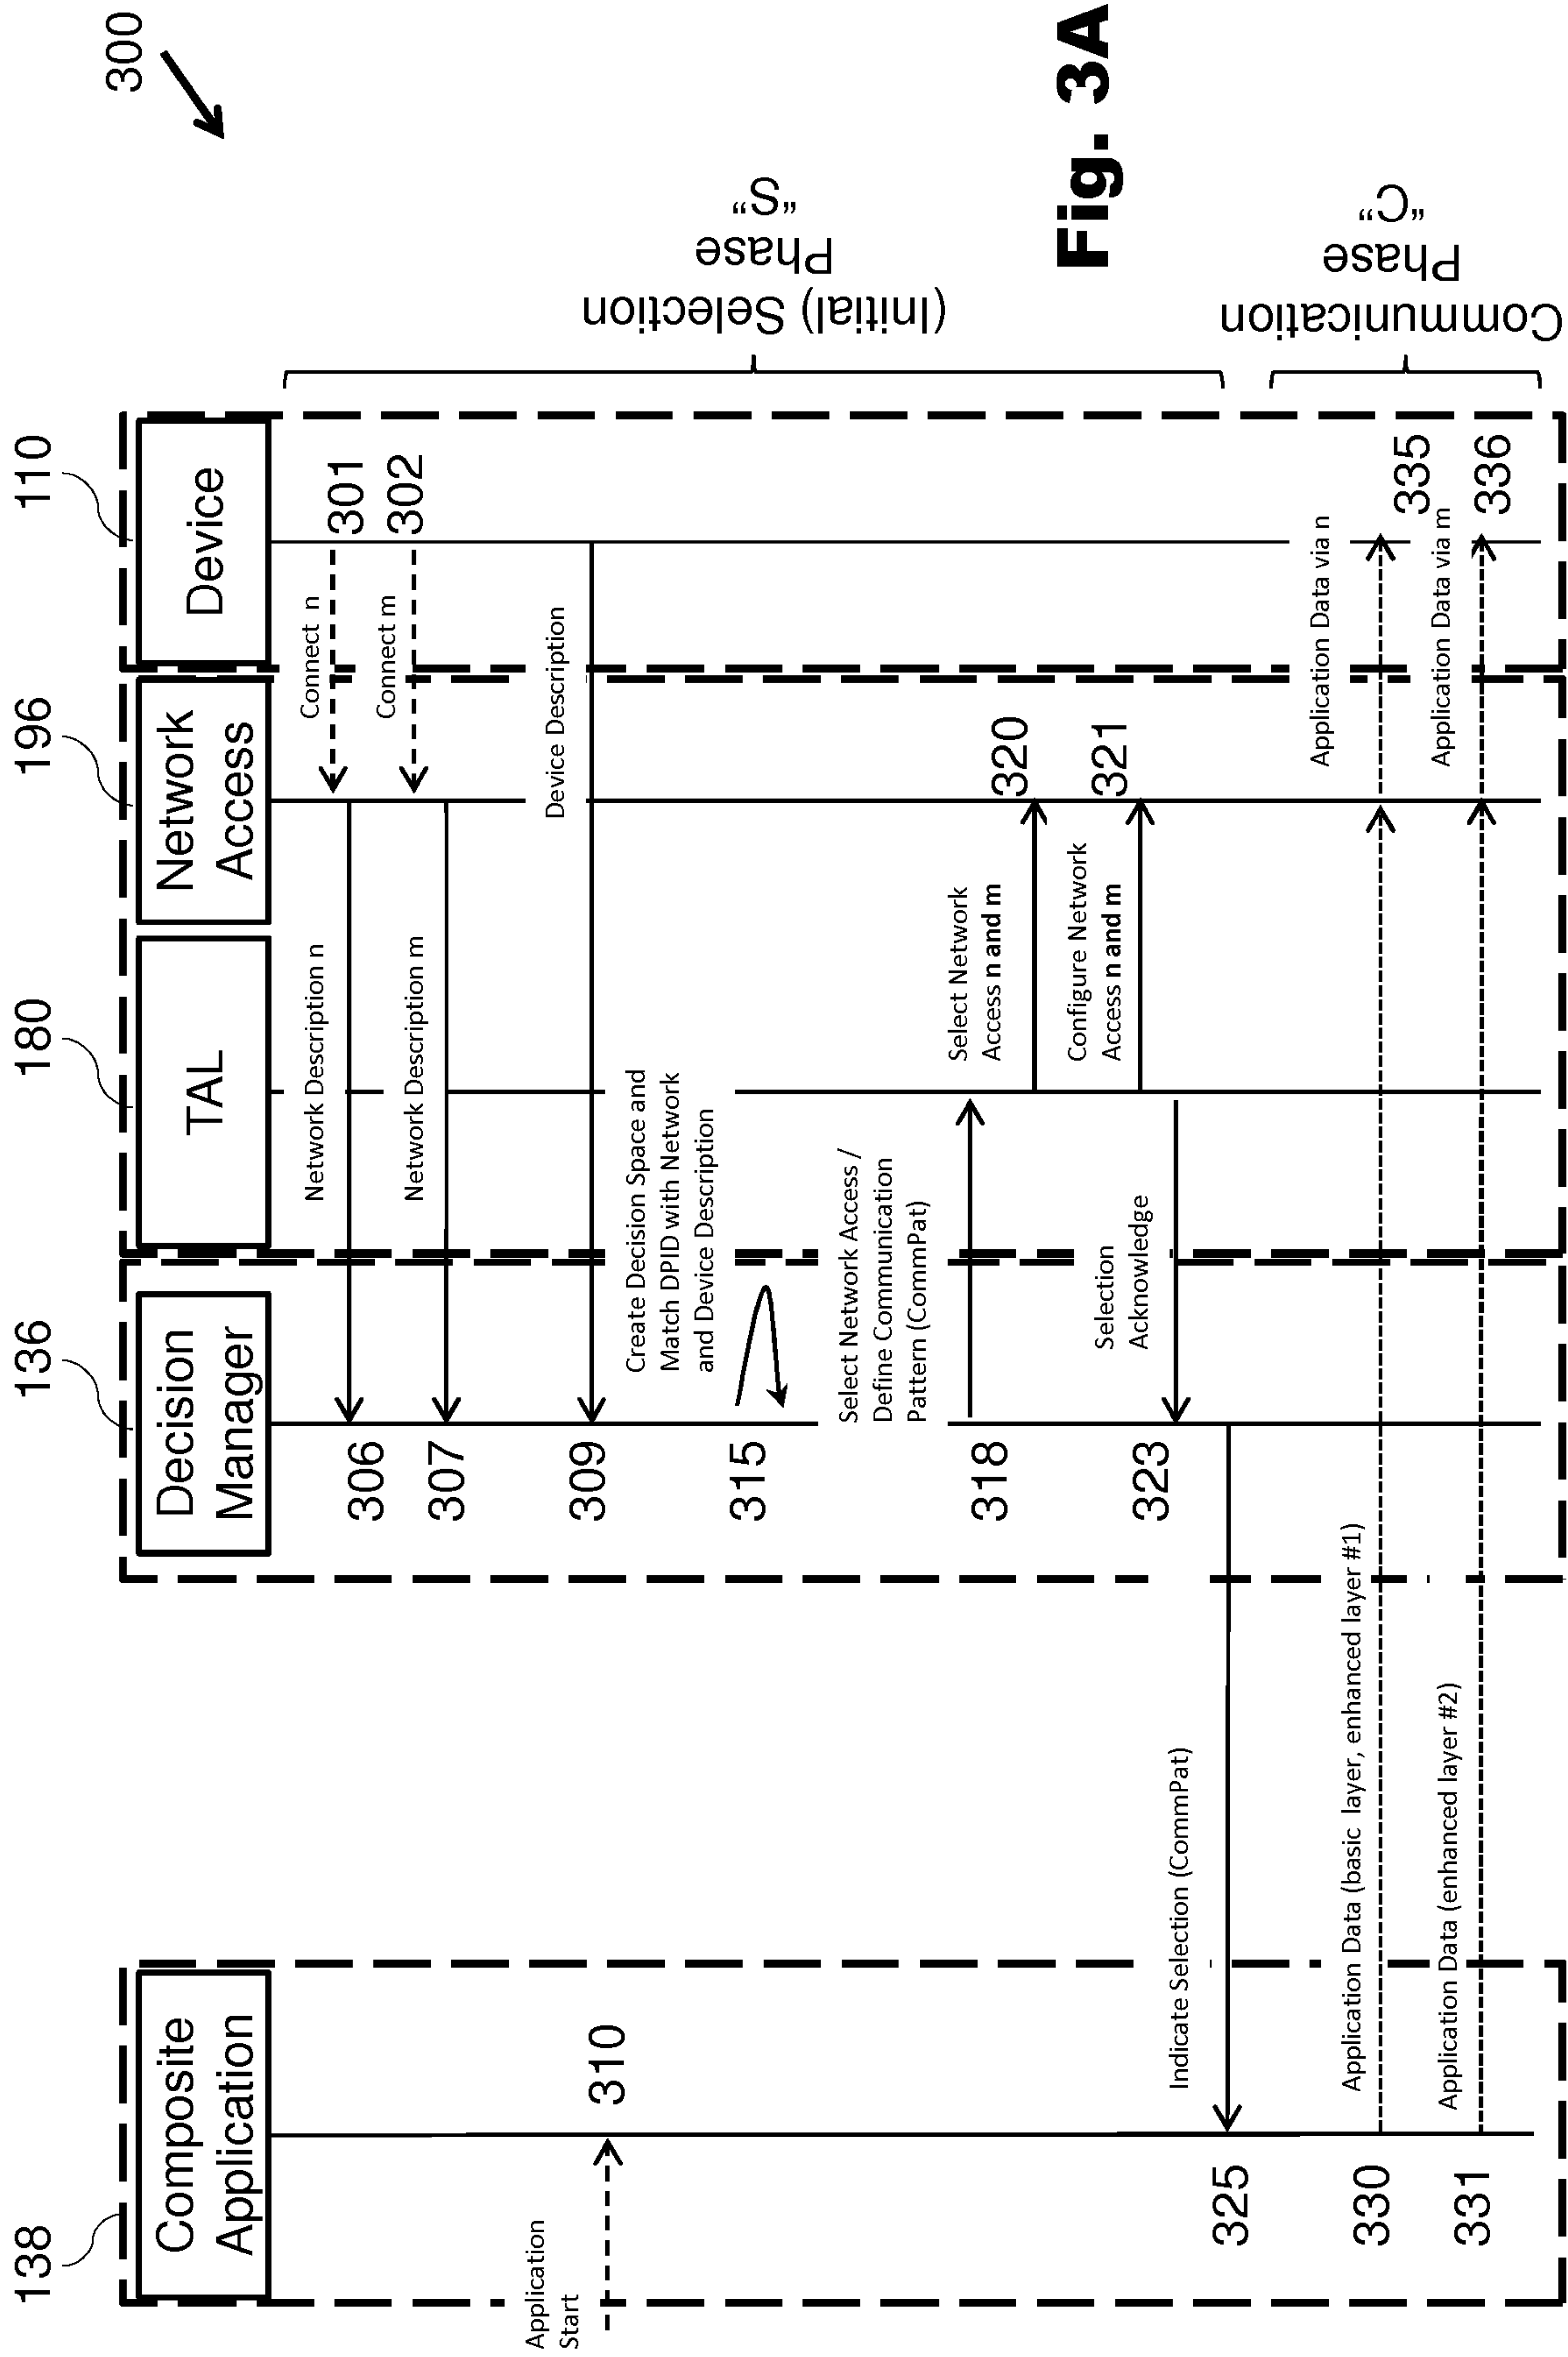 300
138
136
180
196
110
Composite
Application
Decision
Manager
TAL
Network
Access
Device
Connect n
301
Network Description n
306
Connect m
302
Network Description m
307
Device Description
309
Application
Start
310
Create Decision Space and
Match DPID with Network
and Device Description
315
Select Network Access /
Define Communication
Pattern (CommPat)
318
Select Network
Access n and m
320
Configure Network
Access n and m
321
Selection
Acknowledge
323
Indicate Selection (CommPat)
325
Application Data (basic layer, enhanced layer #1)
330
Application Data via n
335
Application Data (enhanced layer #2)
331
Application Data via m
336
(Initial) Selection
Phase
“S”
Communication
Phase
“C”
Fig. 3A